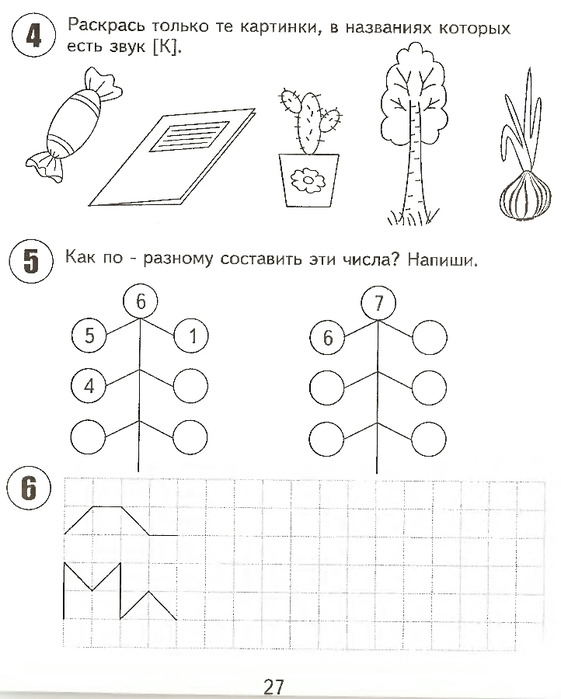 4 Раскрась только те картинки, в названиях которых
есть звук [К].
5 Как по - разному составить эти числа? Напиши.
6 7
5 1 6
4
6
27